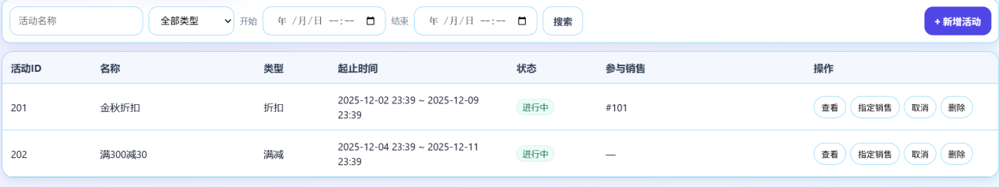 活动名称 全部类型 开始 年 /月/日 --:-- 结束 年 /月/日 --:-- 搜索 + 新增活动
活动ID 名称 类型 起止时间 状态 参与销售 操作
201 金秋折扣 折扣 2025-12-02 23:39 ~ 2025-12-09 进行中 #101 查看 指定销售 取消 删除
23:39
202 满300减30 满减 2025-12-04 23:39 ~ 2025-12-11 进行中 — 查看 指定销售 取消 删除
23:39